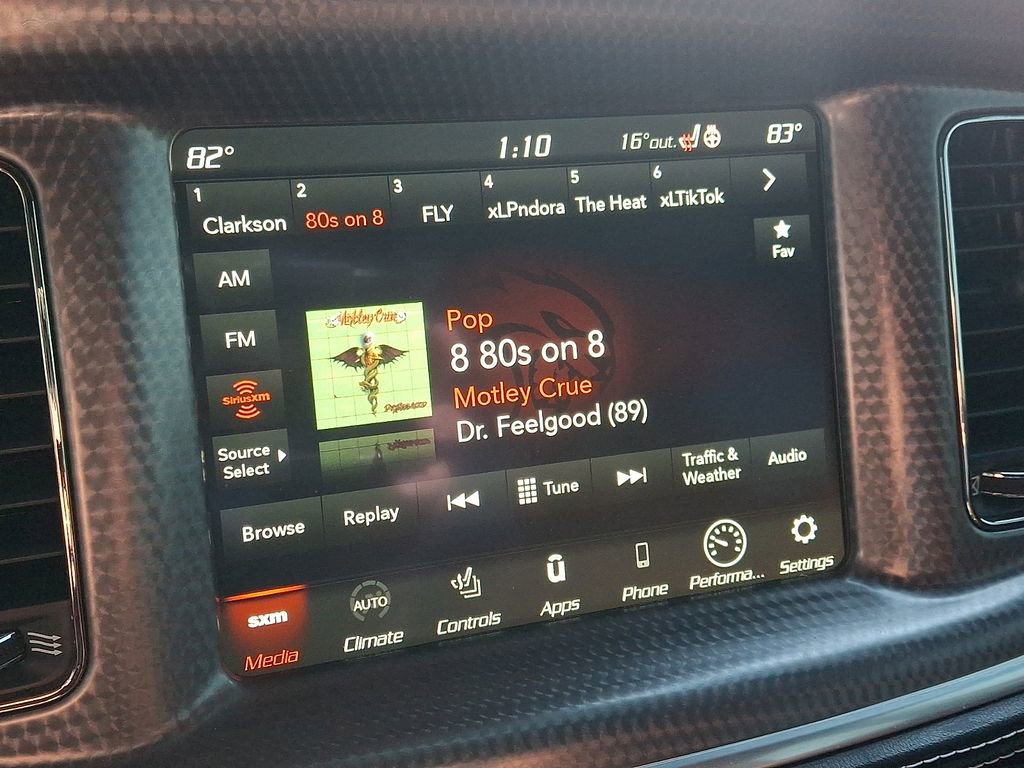 82° 1:10 16°out. 83°
1 2 3 4 5 6
Clarkson 80s on 8 FLY xLPndora The Heat xLTikTok
Fav
AM
FM
SiriusXM
Source
Select
Mötley Crüe
Pop
8 80s on 8
Motley Crue
Dr. Feelgood (89)
Browse Replay Tune Traffic &
Weather Audio
sxm
Media
AUTO
Climate
Controls
Apps
Phone
Performa...
Settings